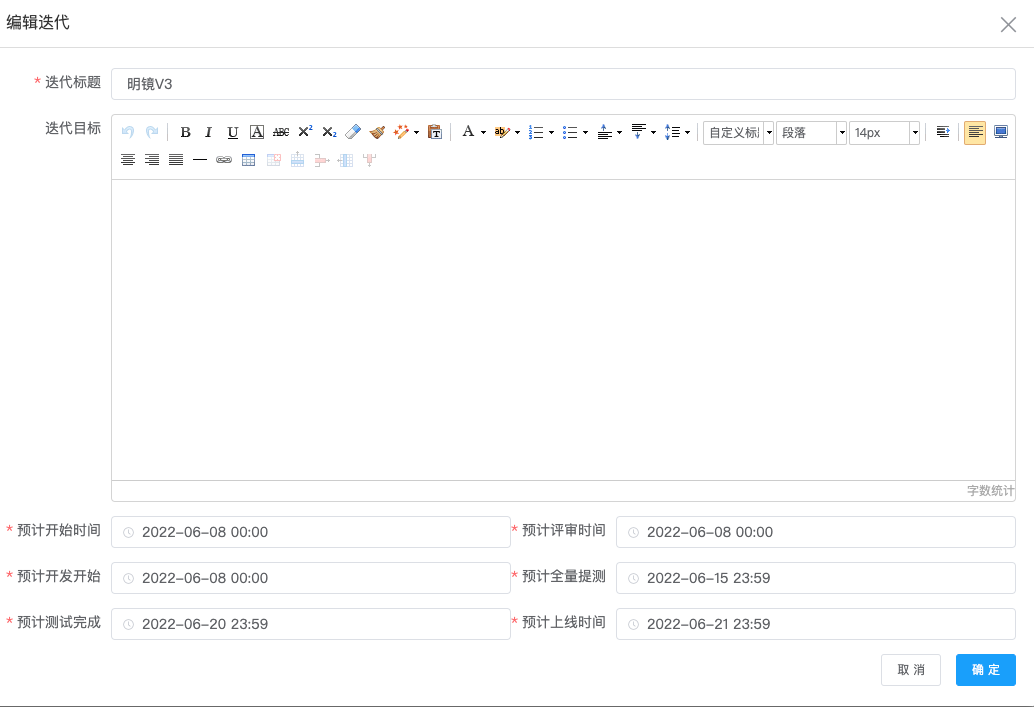 编辑迭代
* 迭代标题 明镜V3
迭代目标
B I U A ABC X² X₂ T A ab 自定义标 段落 14px
字数统计
* 预计开始时间 2022-06-08 00:00 * 预计评审时间 2022-06-08 00:00
* 预计开发开始 2022-06-08 00:00 * 预计全量提测 2022-06-15 23:59
* 预计测试完成 2022-06-20 23:59 * 预计上线时间 2022-06-21 23:59
取 消 确 定